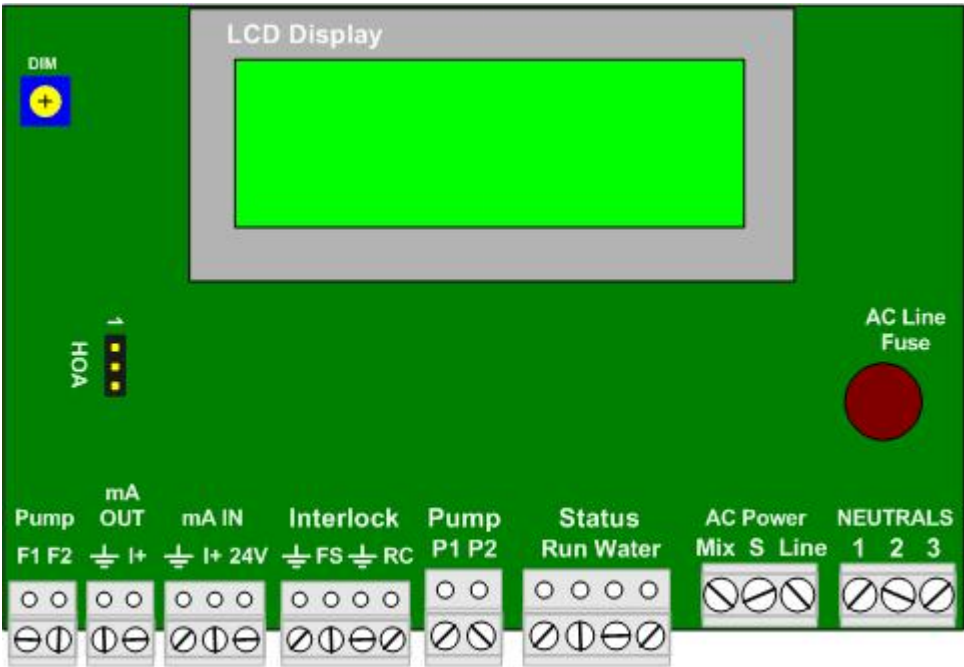 LCD Display
DIM
1
HOA
AC Line
Fuse
mA
Pump OUT mA IN Interlock Pump Status AC Power NEUTRALS
F1 F2 I+ I+ 24V FS RC P1 P2 Run Water Mix S Line 1 2 3